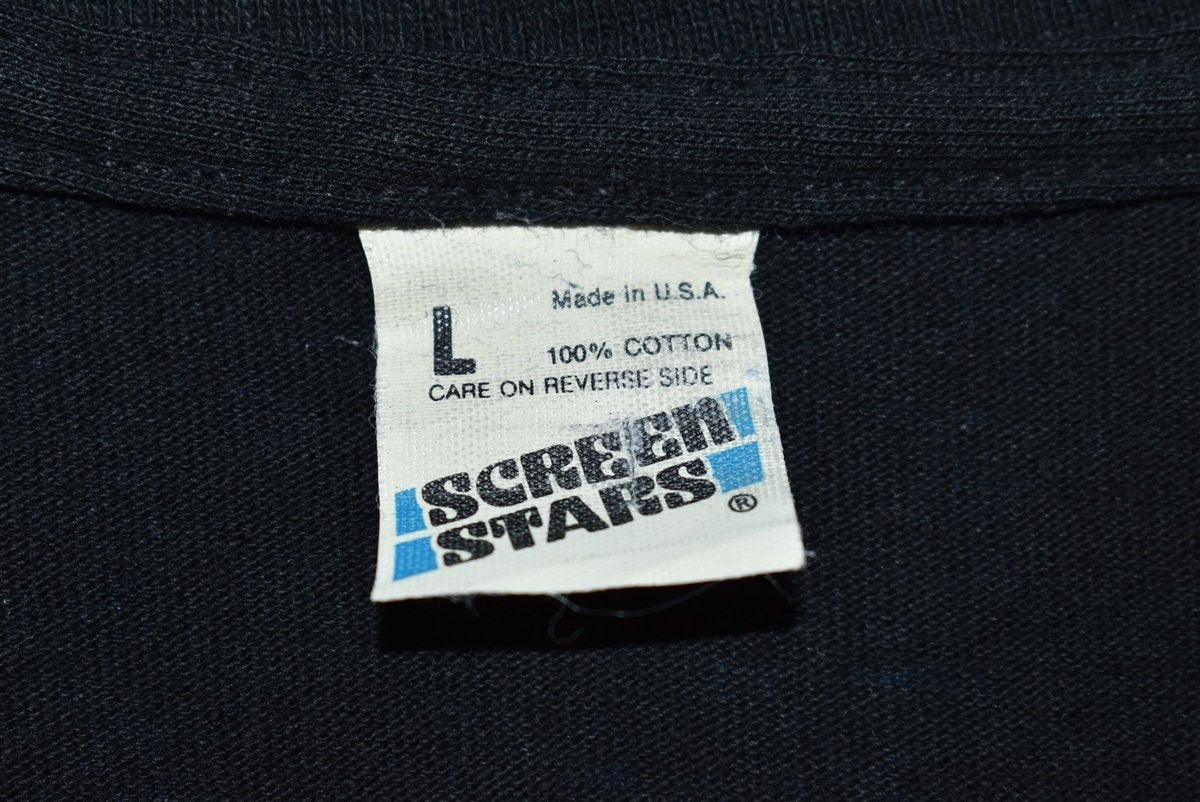 L
Made in U.S.A.
100% COTTON
CARE ON REVERSE SIDE
SCREEN
STARS®